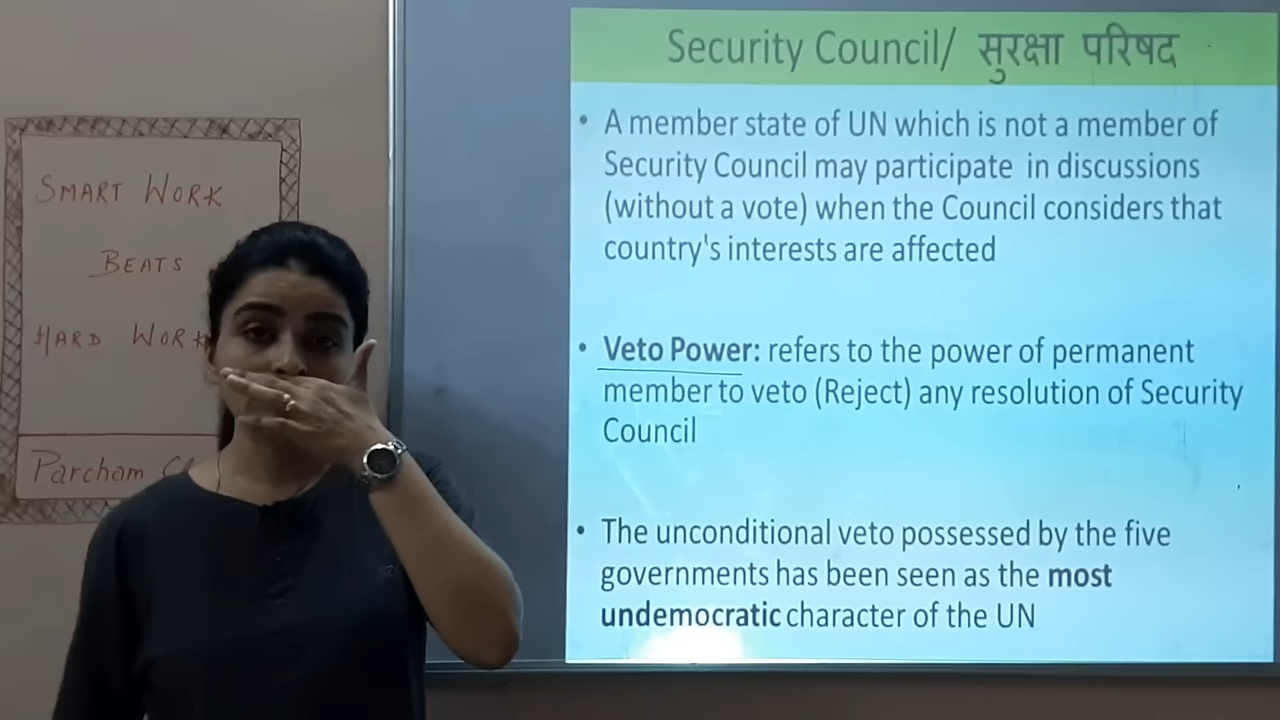 SMART WORK
BEATS
HARD WORK
Parcham
Security Council/ सुरक्षा परिषद
• A member state of UN which is not a member of
Security Council may participate in discussions
(without a vote) when the Council considers that
country's interests are affected
• Veto Power: refers to the power of permanent
member to veto (Reject) any resolution of Security
Council
• The unconditional veto possessed by the five
governments has been seen as the most
undemocratic character of the UN